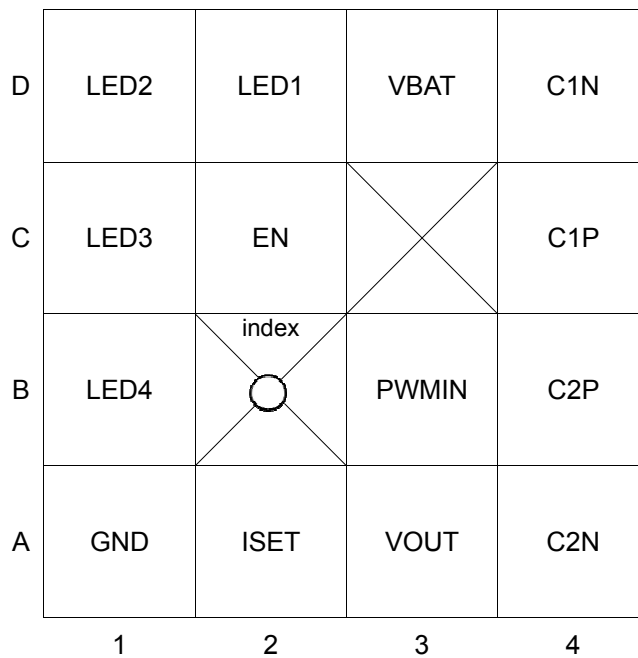 D LED2 LED1 VBAT C1N
C LED3 EN C1P
index
B LED4 PWMIN C2P
A GND ISET VOUT C2N
1 2 3 4